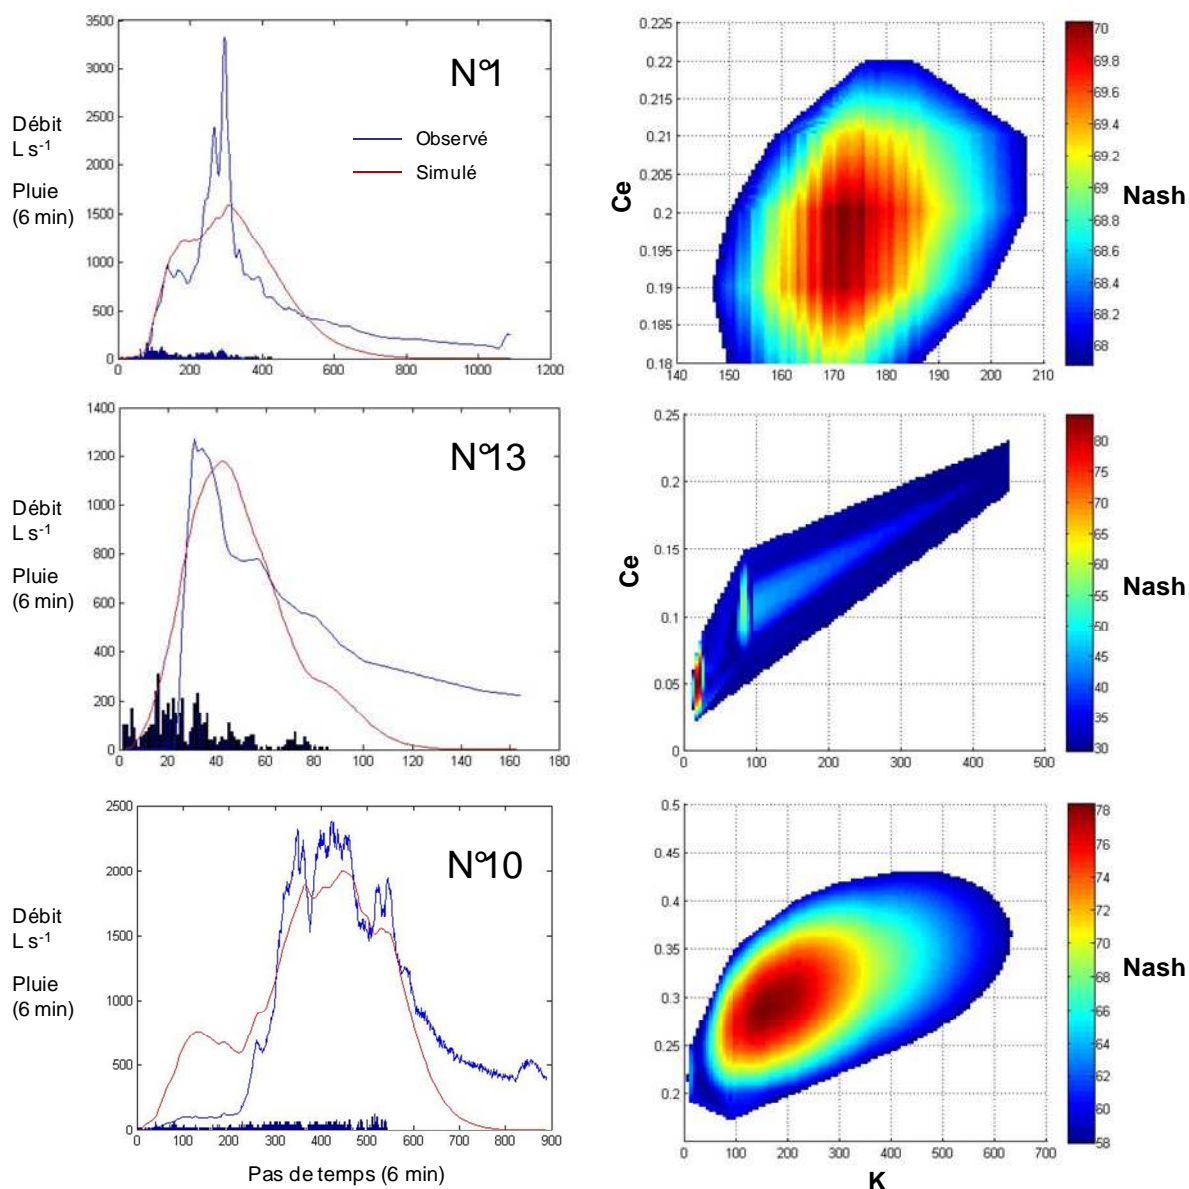 3500
3000
2500
2000
1500
1000
500
0
0 200 400 600 800 1000 1200
N°1
Observé
Simulé
Débit
L s-1
Pluie
(6 min)
0.225
0.22
0.215
0.21
0.205
0.2
0.195
0.19
0.185
0.18
140 150 160 170 180 190 200 210
Ce
70
69.8
69.6
69.4
69.2
69
68.8
68.6
68.4
68.2
68
Nash
1400
1200
1000
800
600
400
200
0
0 20 40 60 80 100 120 140 160 180
N°13
Débit
L s-1
Pluie
(6 min)
0.25
0.2
0.15
0.1
0.05
0
0 100 200 300 400 500
Ce
80
75
70
65
60
55
50
45
40
35
30
Nash
2500
2000
1500
1000
500
0
0 100 200 300 400 500 600 700 800 900
N°10
Débit
L s-1
Pluie
(6 min)
Pas de temps (6 min)
0.5
0.45
0.4
0.35
0.3
0.25
0.2
0 100 200 300 400 500 600 700
K
78
76
74
72
70
68
66
64
62
60
58
Nash